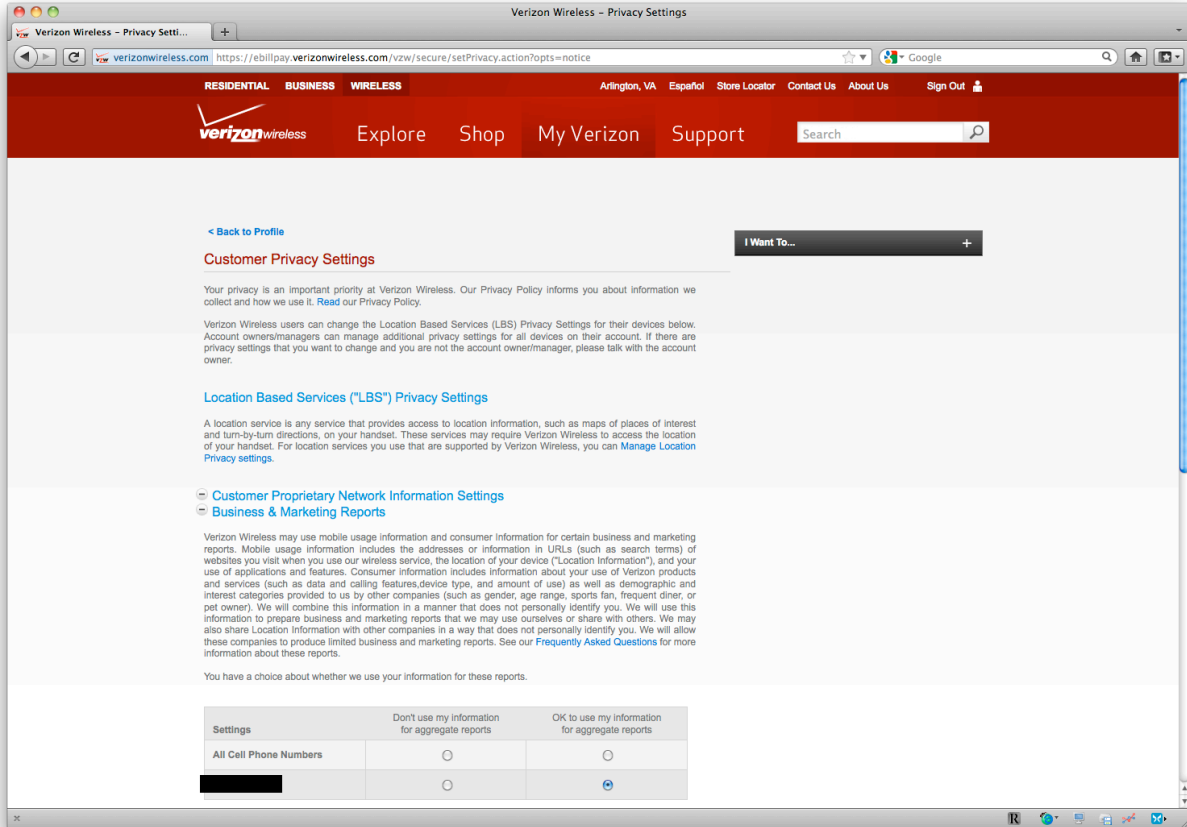 Verizon Wireless – Privacy Settings
Verizon Wireless – Privacy Setti...
verizonwireless.com https://ebillpay.verizonwireless.com/vzw/secure/setPrivacy.action?opts=notice
Google
RESIDENTIAL BUSINESS WIRELESS Arlington, VA Español Store Locator Contact Us About Us Sign Out
verizonwireless Explore Shop My Verizon Support Search
< Back to Profile
I Want To... +
Customer Privacy Settings
Your privacy is an important priority at Verizon Wireless. Our Privacy Policy informs you about information we
collect and how we use it. Read our Privacy Policy.
Verizon Wireless users can change the Location Based Services (LBS) Privacy Settings for their devices below.
Account owners/managers can manage additional privacy settings for all devices on their account. If there are
privacy settings that you want to change and you are not the account owner/manager, please talk with the account
owner.
Location Based Services ("LBS") Privacy Settings
A location service is any service that provides access to location information, such as maps of places of interest
and turn-by-turn directions, on your handset. These services may require Verizon Wireless to access the location
of your handset. For location services you use that are supported by Verizon Wireless, you can Manage Location
Privacy settings.
Customer Proprietary Network Information Settings
Business & Marketing Reports
Verizon Wireless may use mobile usage information and consumer Information for certain business and marketing
reports. Mobile usage information includes the addresses or information in URLs (such as search terms) of
websites you visit when you use our wireless service, the location of your device ("Location Information"), and your
use of applications and features. Consumer information includes information about your use of Verizon products
and services (such as data and calling features,device type, and amount of use) as well as demographic and
interest categories provided to us by other companies (such as gender, age range, sports fan, frequent diner, or
pet owner). We will combine this information in a manner that does not personally identify you. We will use this
information to prepare business and marketing reports that we may use ourselves or share with others. We may
also share Location Information with other companies in a way that does not personally identify you. We will allow
these companies to produce limited business and marketing reports. See our Frequently Asked Questions for more
information about these reports.
You have a choice about whether we use your information for these reports.
Don't use my information OK to use my information
Settings for aggregate reports for aggregate reports
All Cell Phone Numbers